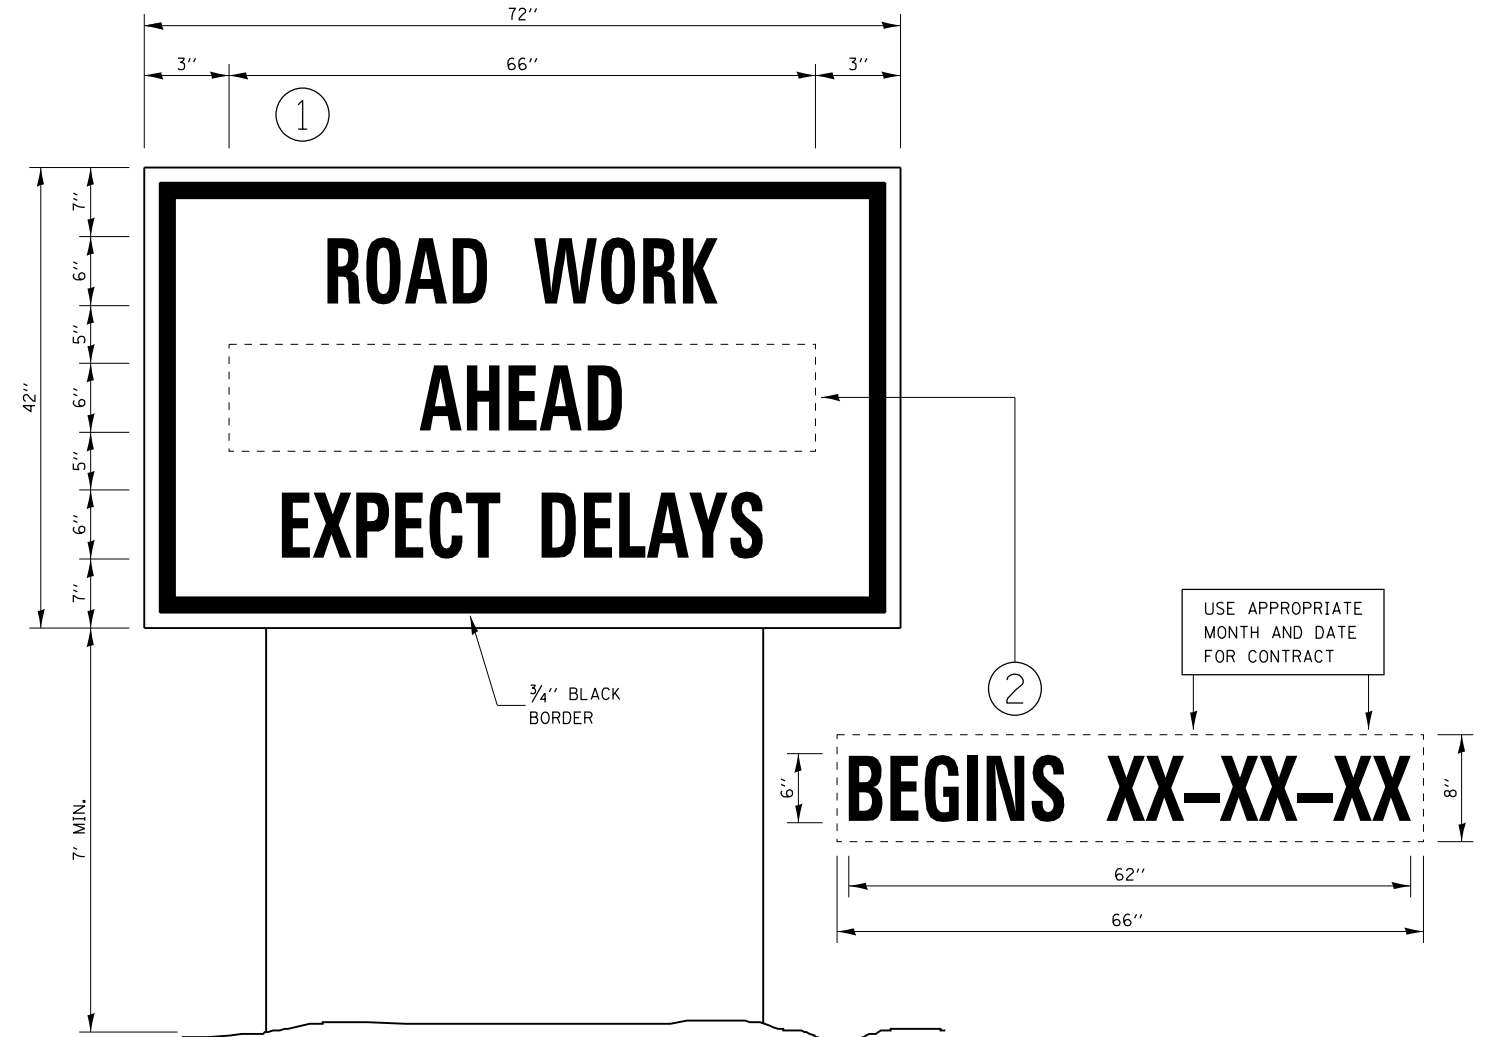 72''
3'' 66'' 3''
1
7''
6''
5''
6''
5''
6''
7''
42''
7' MIN.
ROAD WORK
AHEAD
EXPECT DELAYS
3/4'' BLACK
BORDER
2
USE APPROPRIATE
MONTH AND DATE
FOR CONTRACT
BEGINS XX-XX-XX
6''
8''
62''
66''